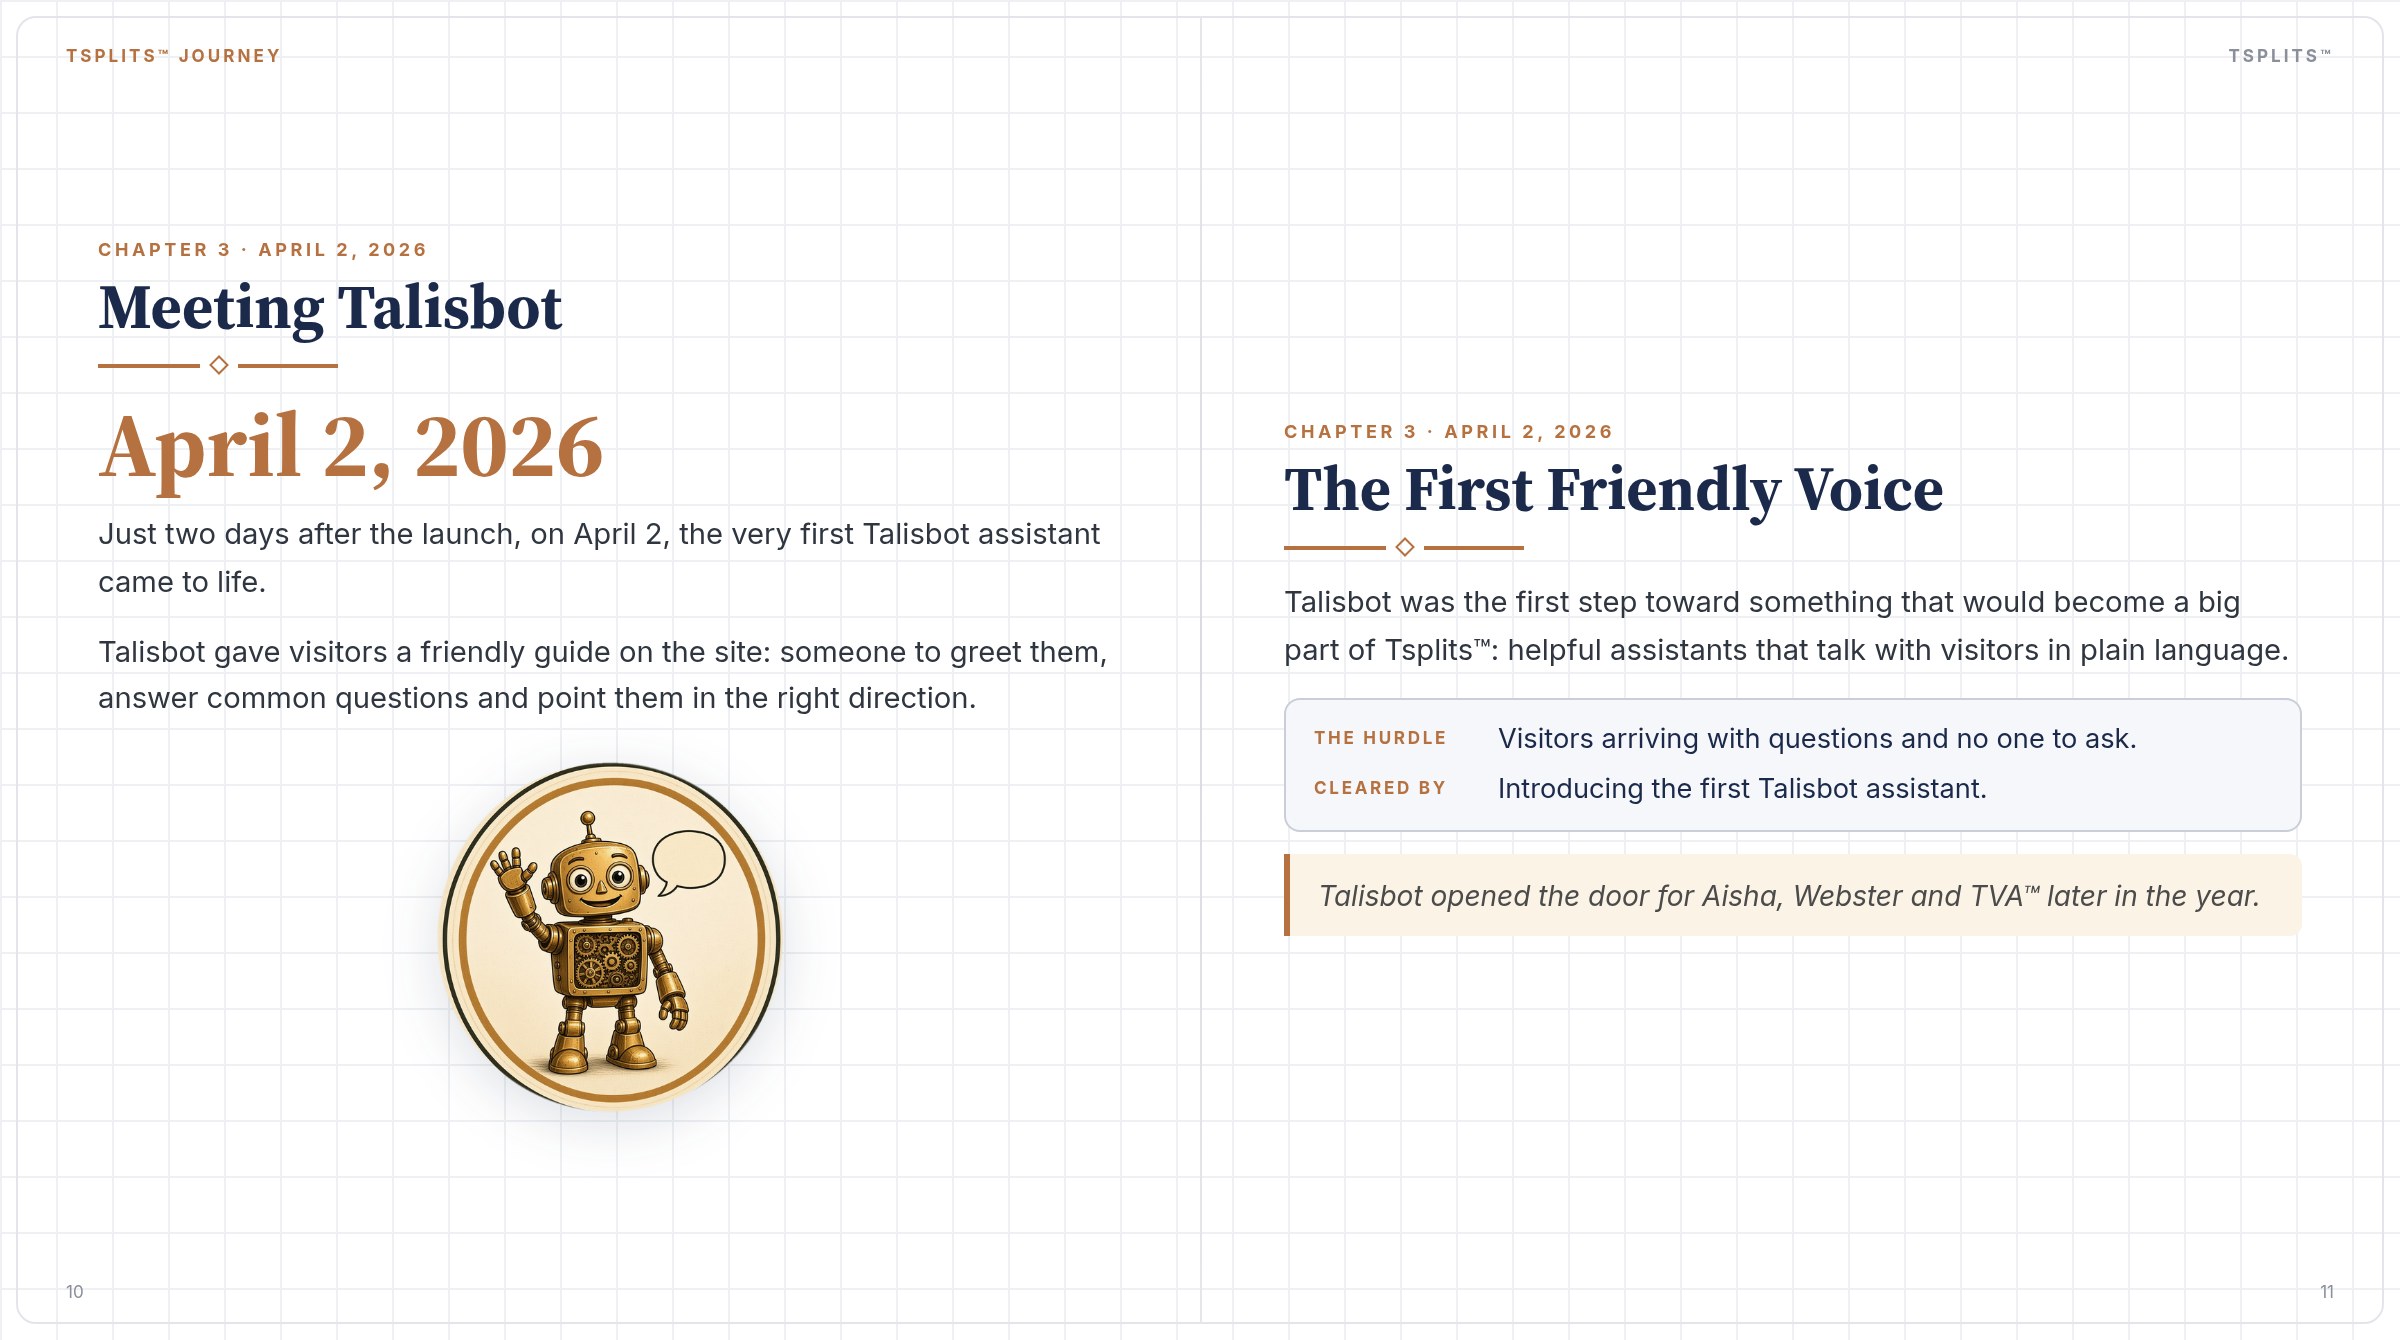 TSPLITS™ JOURNEY
TSPLITS™
CHAPTER 3 · APRIL 2, 2026
Meeting Talisbot
April 2, 2026
Just two days after the launch, on April 2, the very first Talisbot assistant
came to life.
Talisbot gave visitors a friendly guide on the site: someone to greet them,
answer common questions and point them in the right direction.
CHAPTER 3 · APRIL 2, 2026
The First Friendly Voice
Talisbot was the first step toward something that would become a big
part of Tsplits™: helpful assistants that talk with visitors in plain language.
THE HURDLE Visitors arriving with questions and no one to ask.
CLEARED BY Introducing the first Talisbot assistant.
Talisbot opened the door for Aisha, Webster and TVA™ later in the year.
10
11